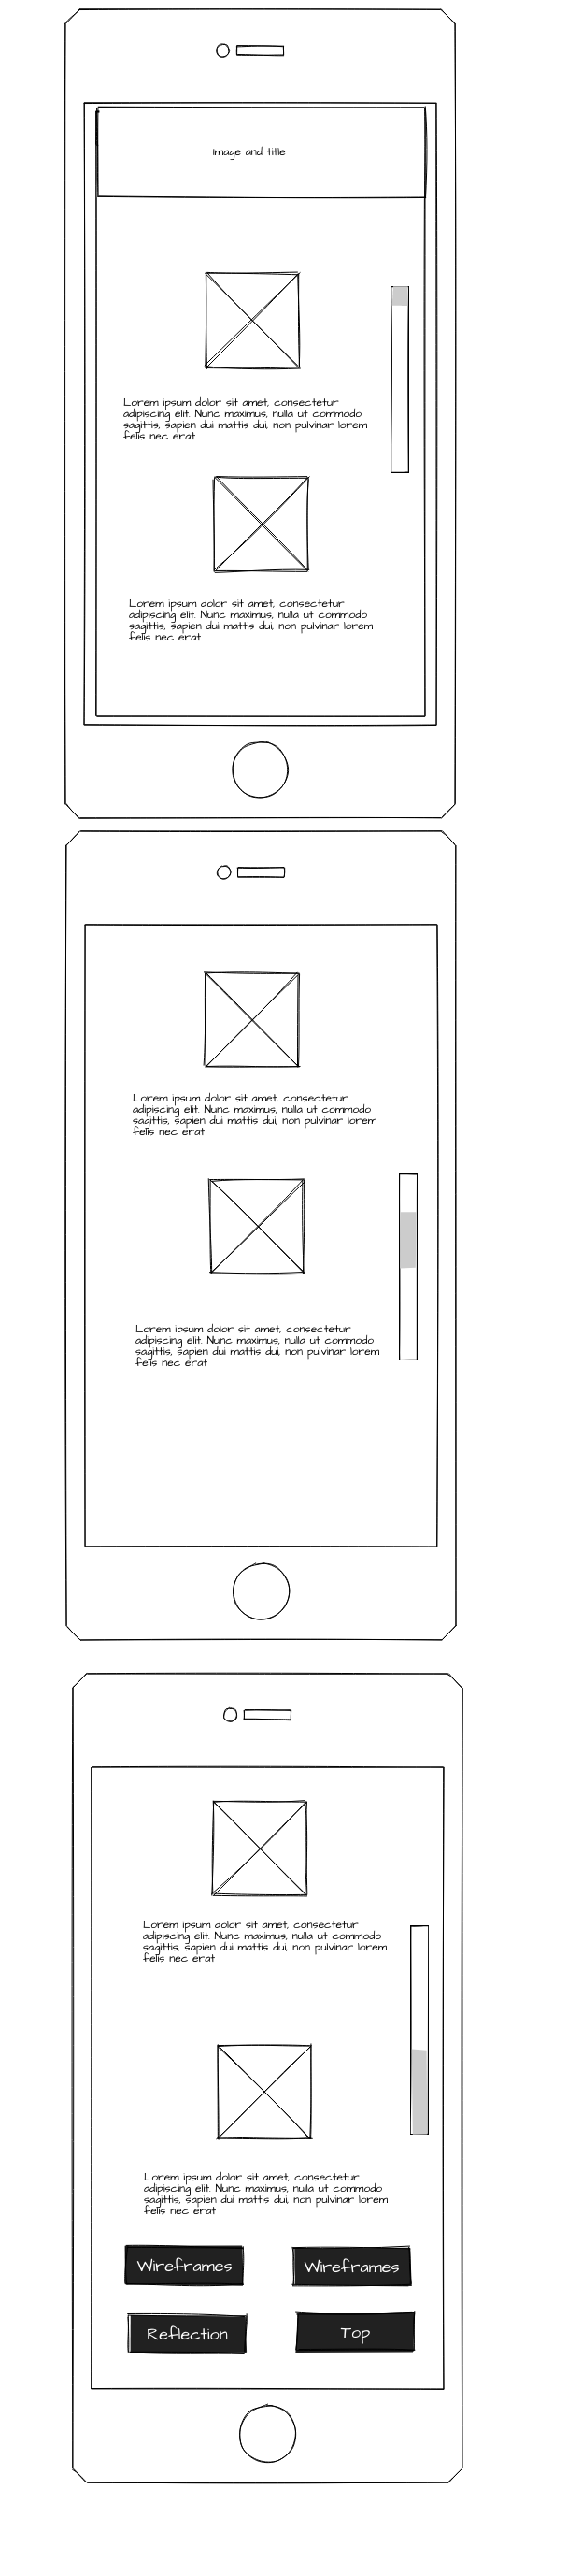 Image and title
Lorem ipsum dolor sit amet, consectetur
adipiscing elit. Nunc maximus, nulla ut commodo
sagittis, sapien dui mattis dui, non pulvinar lorem
felis nec erat
Lorem ipsum dolor sit amet, consectetur
adipiscing elit. Nunc maximus, nulla ut commodo
sagittis, sapien dui mattis dui, non pulvinar lorem
felis nec erat
Lorem ipsum dolor sit amet, consectetur
adipiscing elit. Nunc maximus, nulla ut commodo
sagittis, sapien dui mattis dui, non pulvinar lorem
felis nec erat
Lorem ipsum dolor sit amet, consectetur
adipiscing elit. Nunc maximus, nulla ut commodo
sagittis, sapien dui mattis dui, non pulvinar lorem
felis nec erat
Lorem ipsum dolor sit amet, consectetur
adipiscing elit. Nunc maximus, nulla ut commodo
sagittis, sapien dui mattis dui, non pulvinar lorem
felis nec erat
Lorem ipsum dolor sit amet, consectetur
adipiscing elit. Nunc maximus, nulla ut commodo
sagittis, sapien dui mattis dui, non pulvinar lorem
felis nec erat
Wireframes
Wireframes
Reflection
Top